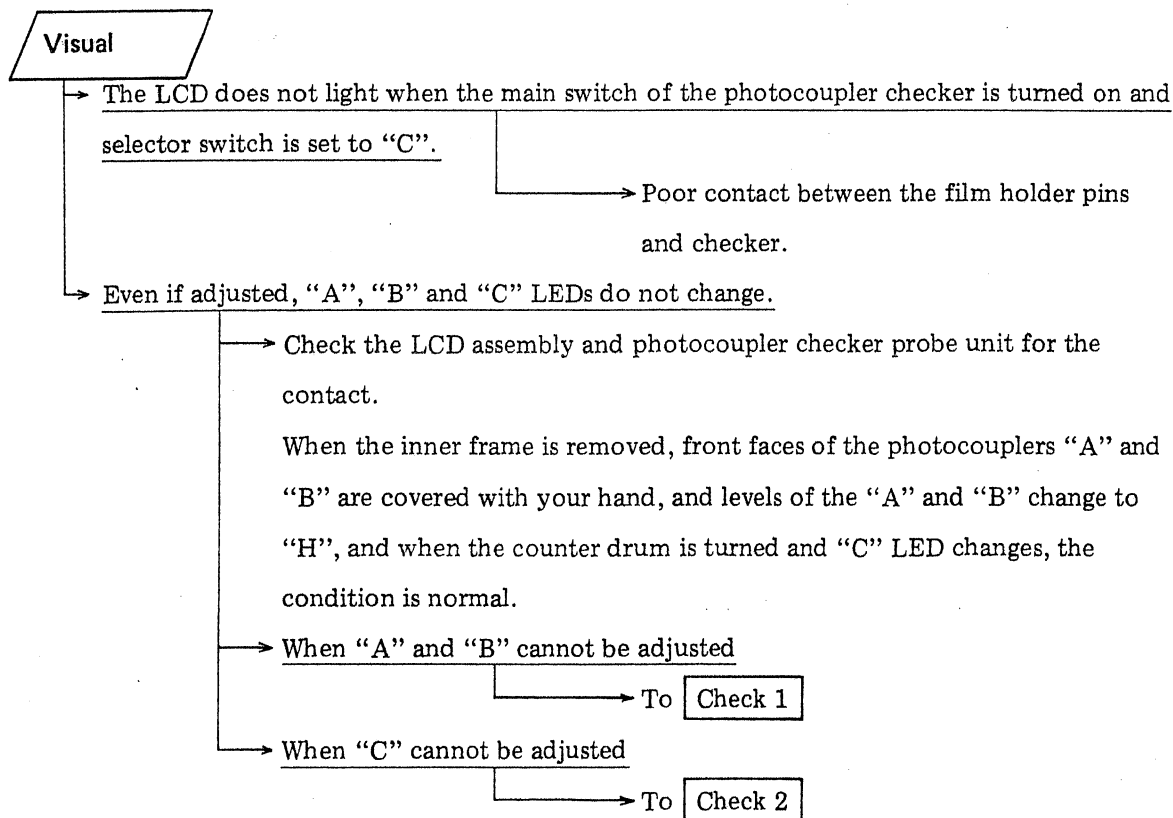 Visual
The LCD does not light when the main switch of the photocoupler checker is turned on and
selector switch is set to “C”.
Poor contact between the film holder pins
and checker.
Even if adjusted, “A”, “B” and “C” LEDs do not change.
Check the LCD assembly and photocoupler checker probe unit for the
contact.
When the inner frame is removed, front faces of the photocouplers “A” and
“B” are covered with your hand, and levels of the “A” and “B” change to
“H”, and when the counter drum is turned and “C” LED changes, the
condition is normal.
When “A” and “B” cannot be adjusted
To Check 1
When “C” cannot be adjusted
To Check 2